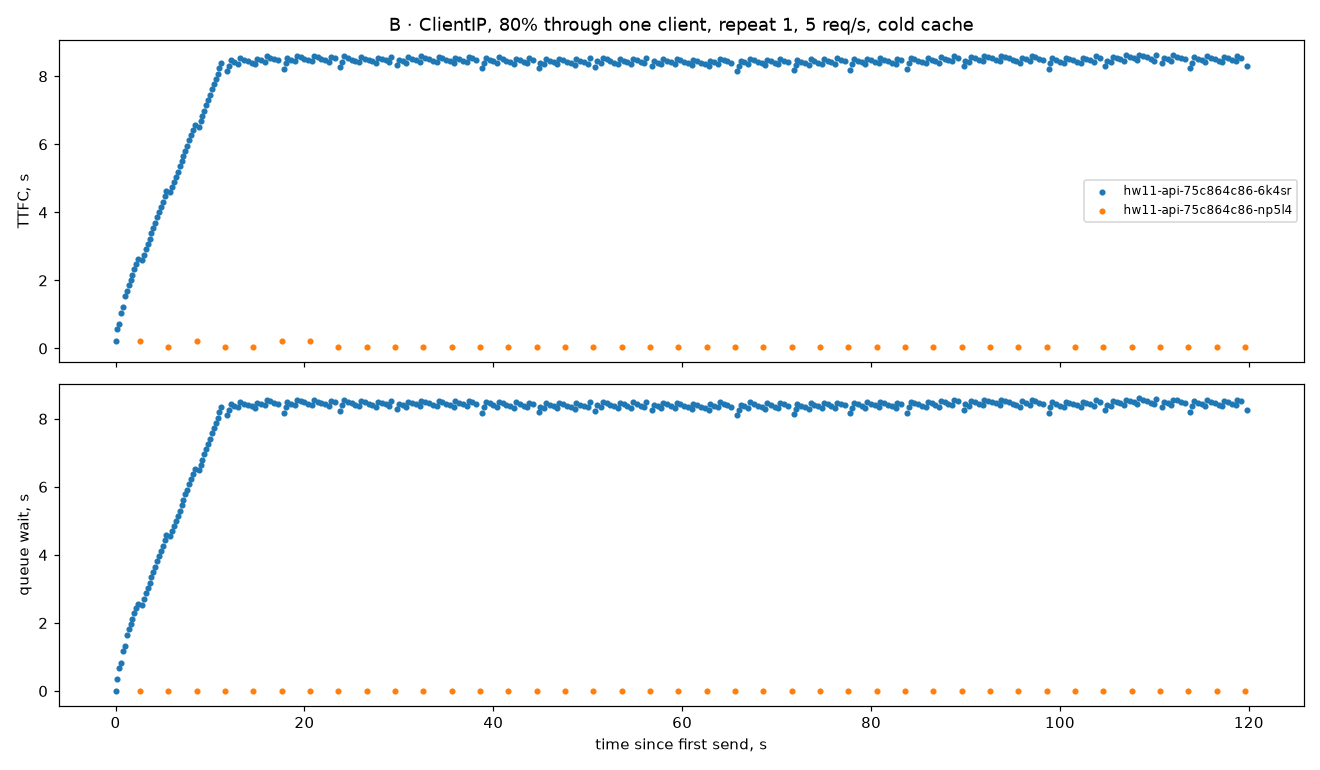 B · ClientIP, 80% through one client, repeat 1, 5 req/s, cold cache
TTFC, s
8
6
4
2
0
hw11-api-75c864c86-6k4sr
hw11-api-75c864c86-np5l4
queue wait, s
8
6
4
2
0
0 20 40 60 80 100 120
time since first send, s